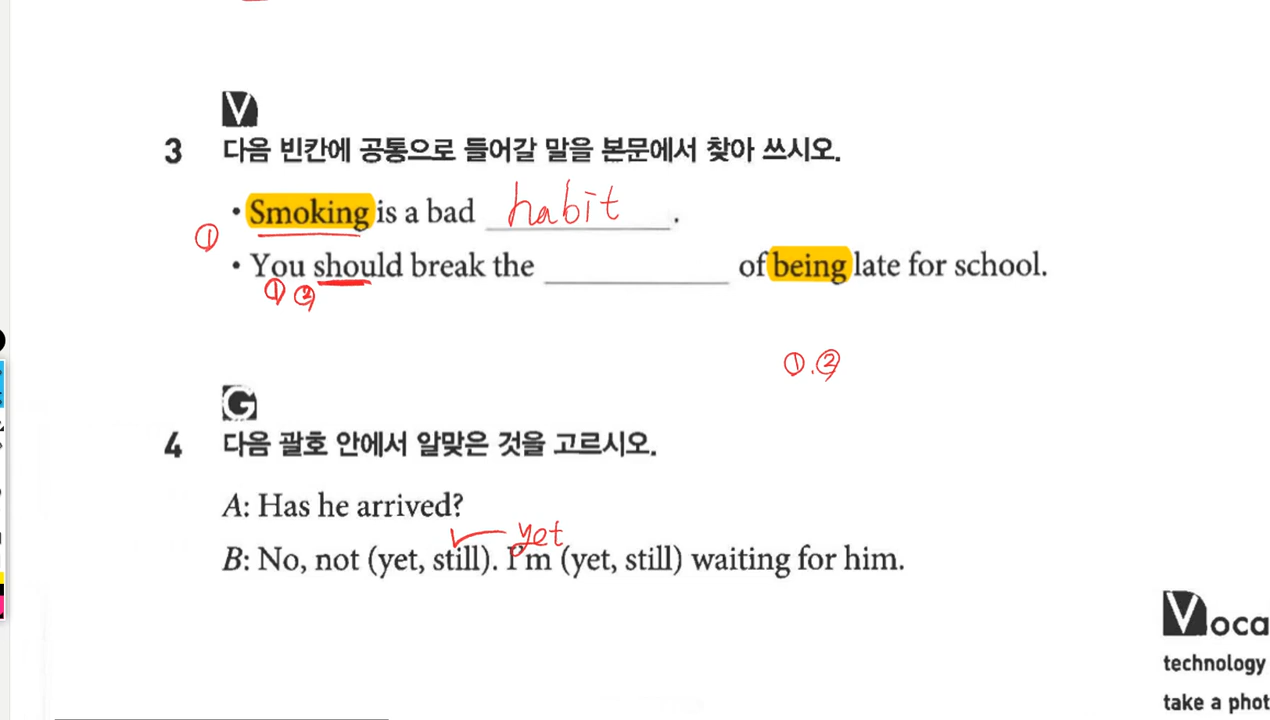 V
3 다음 빈칸에 공통으로 들어갈 말을 본문에서 찾아 쓰시오.
• Smoking is a bad habit .
①
• You should break the ____ of being late for school.
① ②
①.②
G
4 다음 괄호 안에서 알맞은 것을 고르시오.
A: Has he arrived?
yet
B: No, not (yet, still). I'm (yet, still) waiting for him.
Voca
technology
take a phot